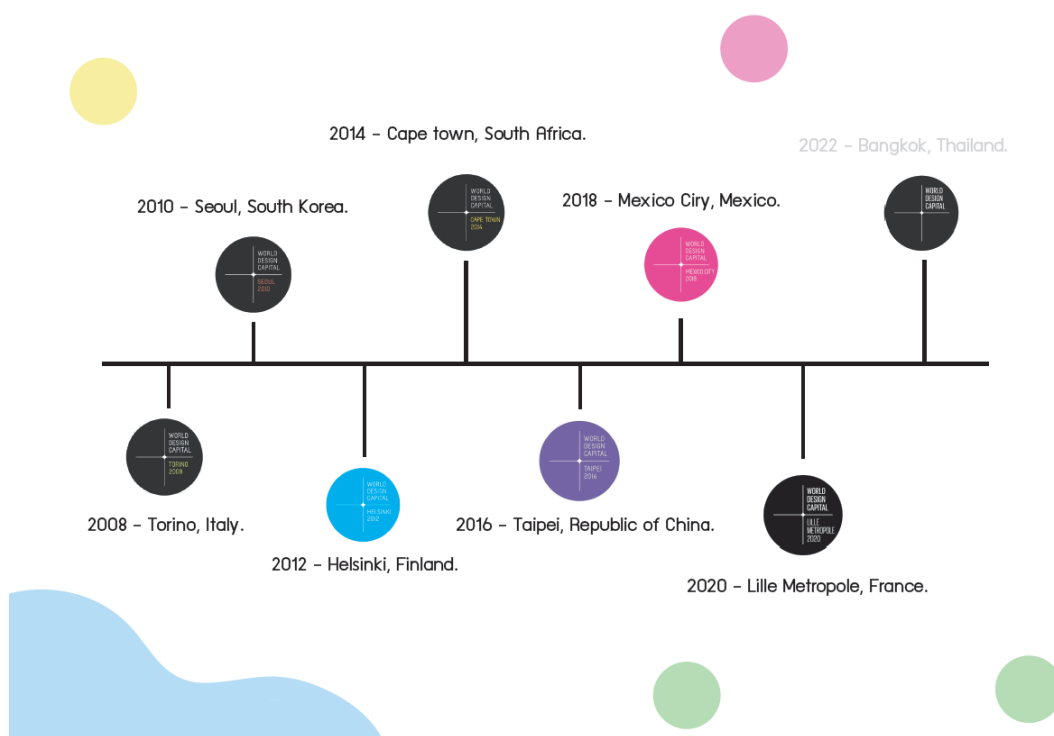 2014 - Cape town, South Africa.
2022 - Bangkok, Thailand.
2010 - Seoul, South Korea.
2018 - Mexico Ciry, Mexico.
WORLD
DESIGN
CAPITAL
CAPE TOWN
2014
WORLD
DESIGN
CAPITAL
WORLD
DESIGN
CAPITAL
SEOUL
2010
WORLD
DESIGN
CAPITAL
MEXICO CITY
2018
WORLD
DESIGN
CAPITAL
TORINO
2008
WORLD
DESIGN
CAPITAL
HELSINKI
2012
WORLD
DESIGN
CAPITAL
TAIPEI
2016
WORLD
DESIGN
CAPITAL
LILLE
METROPOLE
2020
2008 - Torino, Italy.
2016 - Taipei, Republic of China.
2012 - Helsinki, Finland.
2020 - Lille Metropole, France.